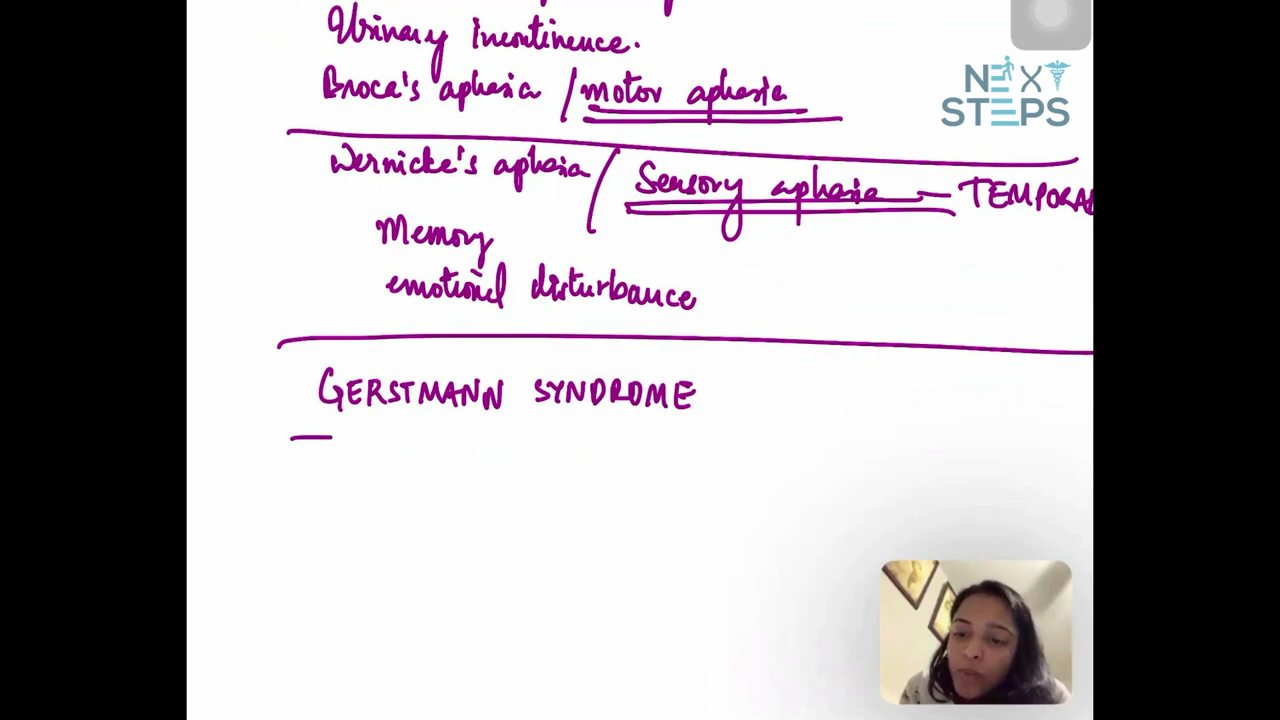 Urinary incontinence.
NEXT
STEPS
Broca's aphasia / motor aphasia
Wernicke's aphasia / Sensory aphasia — TEMPORAL
Memory
emotional disturbance
GERSTMANN SYNDROME